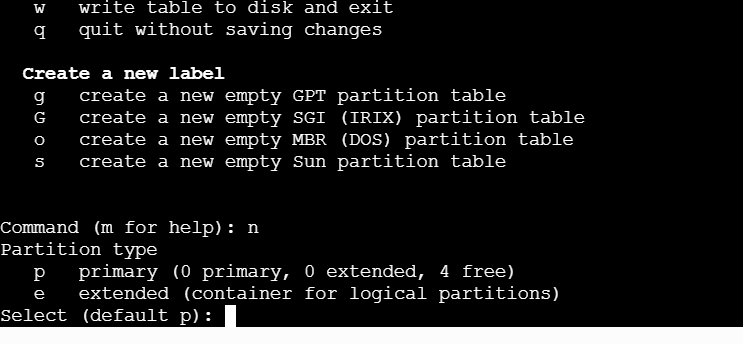 w   write table to disk and exit
q   quit without saving changes
Create a new label
g   create a new empty GPT partition table
G   create a new empty SGI (IRIX) partition table
o   create a new empty MBR (DOS) partition table
s   create a new empty Sun partition table
Command (m for help): n
Partition type
p   primary (0 primary, 0 extended, 4 free)
e   extended (container for logical partitions)
Select (default p):